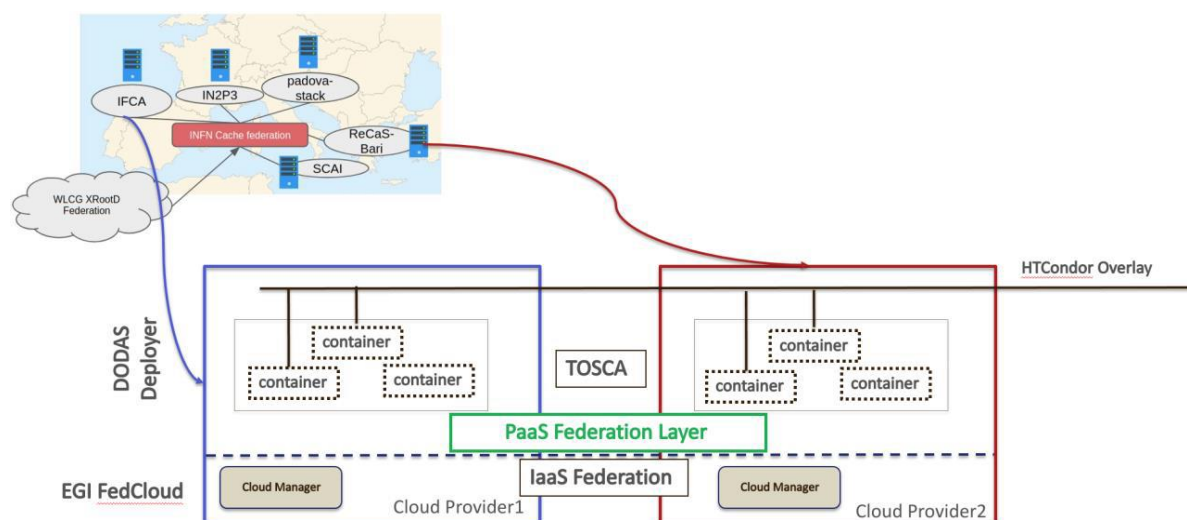 padova-
stack
IFCA
IN2P3
INFN Cache federation
ReCaS-
Bari
SCAI
WLCG XRootD
Federation
HTCondor Overlay
DODAS
Deployer
container
container
container
TOSCA
container
container
container
PaaS Federation Layer
IaaS Federation
EGI FedCloud
Cloud Manager
Cloud Provider1
Cloud Manager
Cloud Provider2